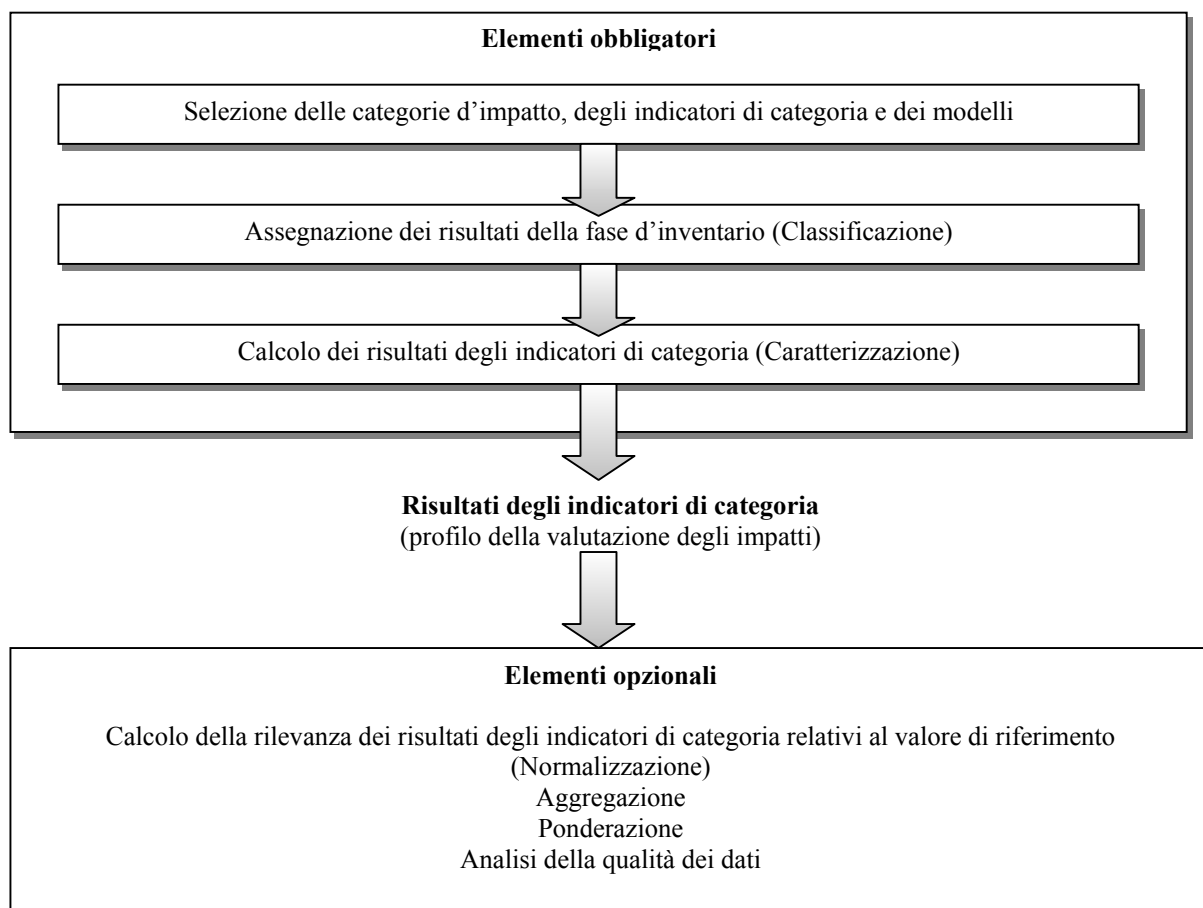 Elementi obbligatori
Selezione delle categorie d’impatto, degli indicatori di categoria e dei modelli
Assegnazione dei risultati della fase d’inventario (Classificazione)
Calcolo dei risultati degli indicatori di categoria (Caratterizzazione)
Risultati degli indicatori di categoria
(profilo della valutazione degli impatti)
Elementi opzionali
Calcolo della rilevanza dei risultati degli indicatori di categoria relativi al valore di riferimento
(Normalizzazione)
Aggregazione
Ponderazione
Analisi della qualità dei dati